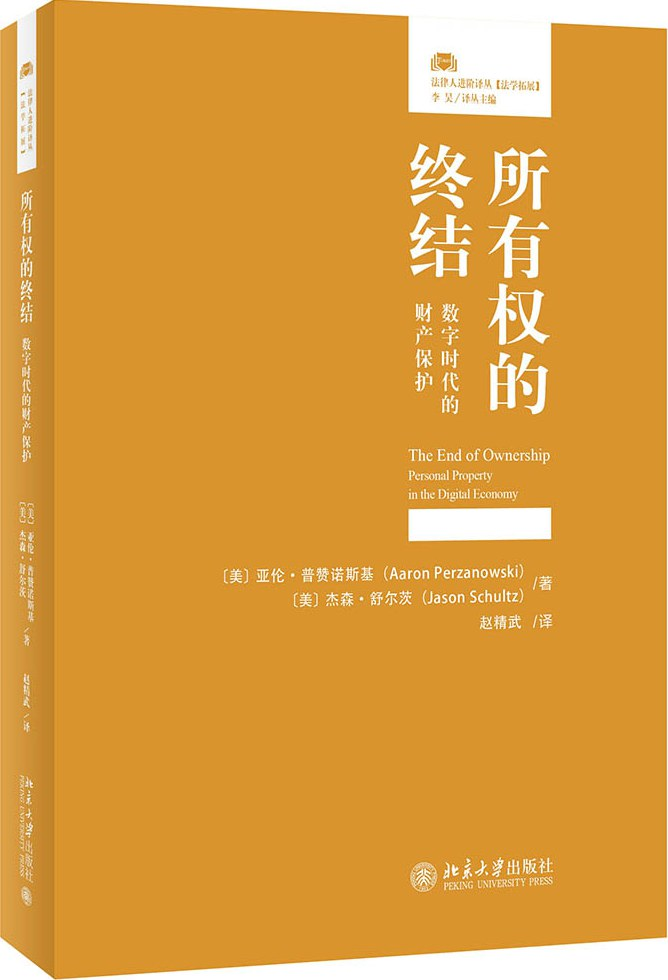 法律人进阶译丛【法学拓展】
李昊/译丛主编
所有权的
终结
数字时代的
财产保护
The End of Ownership
Personal Property
in the Digital Economy
〔美〕亚伦·普赞诺斯基（Aaron Perzanowski）
〔美〕杰森·舒尔茨（Jason Schultz）
/著
赵精武 /译
北京大学出版社
PEKING UNIVERSITY PRESS
法律人进阶译丛
【法学拓展】
所有权的终结
数字时代的财产保护
〔美〕亚伦·普赞诺斯基
〔美〕杰森·舒尔茨
/著
赵精武/译
北京大学出版社
PEKING UNIVERSITY PRESS